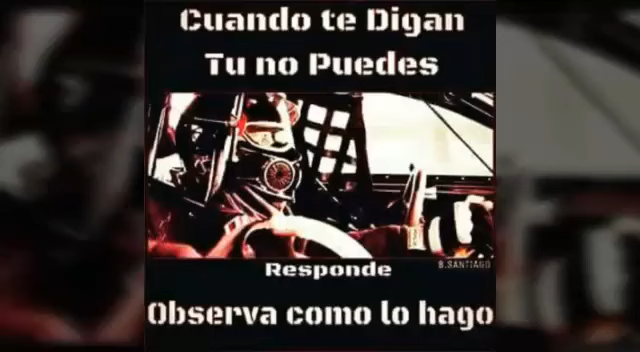 Cuando te Digan
Tu no Puedes
B.SANTIAGO
Responde
Observa como lo hago